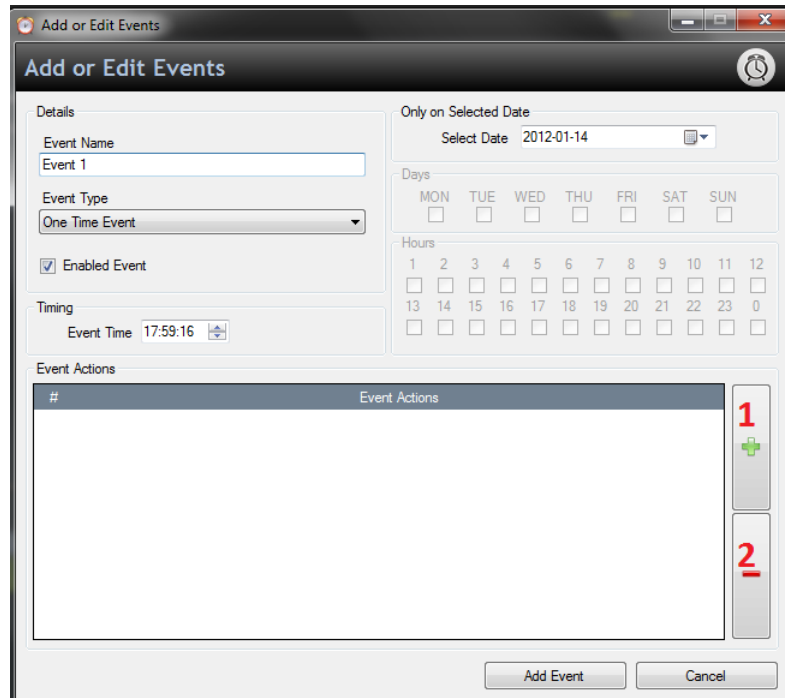 Add or Edit Events
Add or Edit Events
Details
Event Name
Event 1
Event Type
One Time Event
Enabled Event
Timing
Event Time 17:59:16
Only on Selected Date
Select Date 2012-01-14
Days
MON TUE WED THU FRI SAT SUN
Hours
1 2 3 4 5 6 7 8 9 10 11 12
13 14 15 16 17 18 19 20 21 22 23 0
Event Actions
# Event Actions
1
2
Add Event Cancel